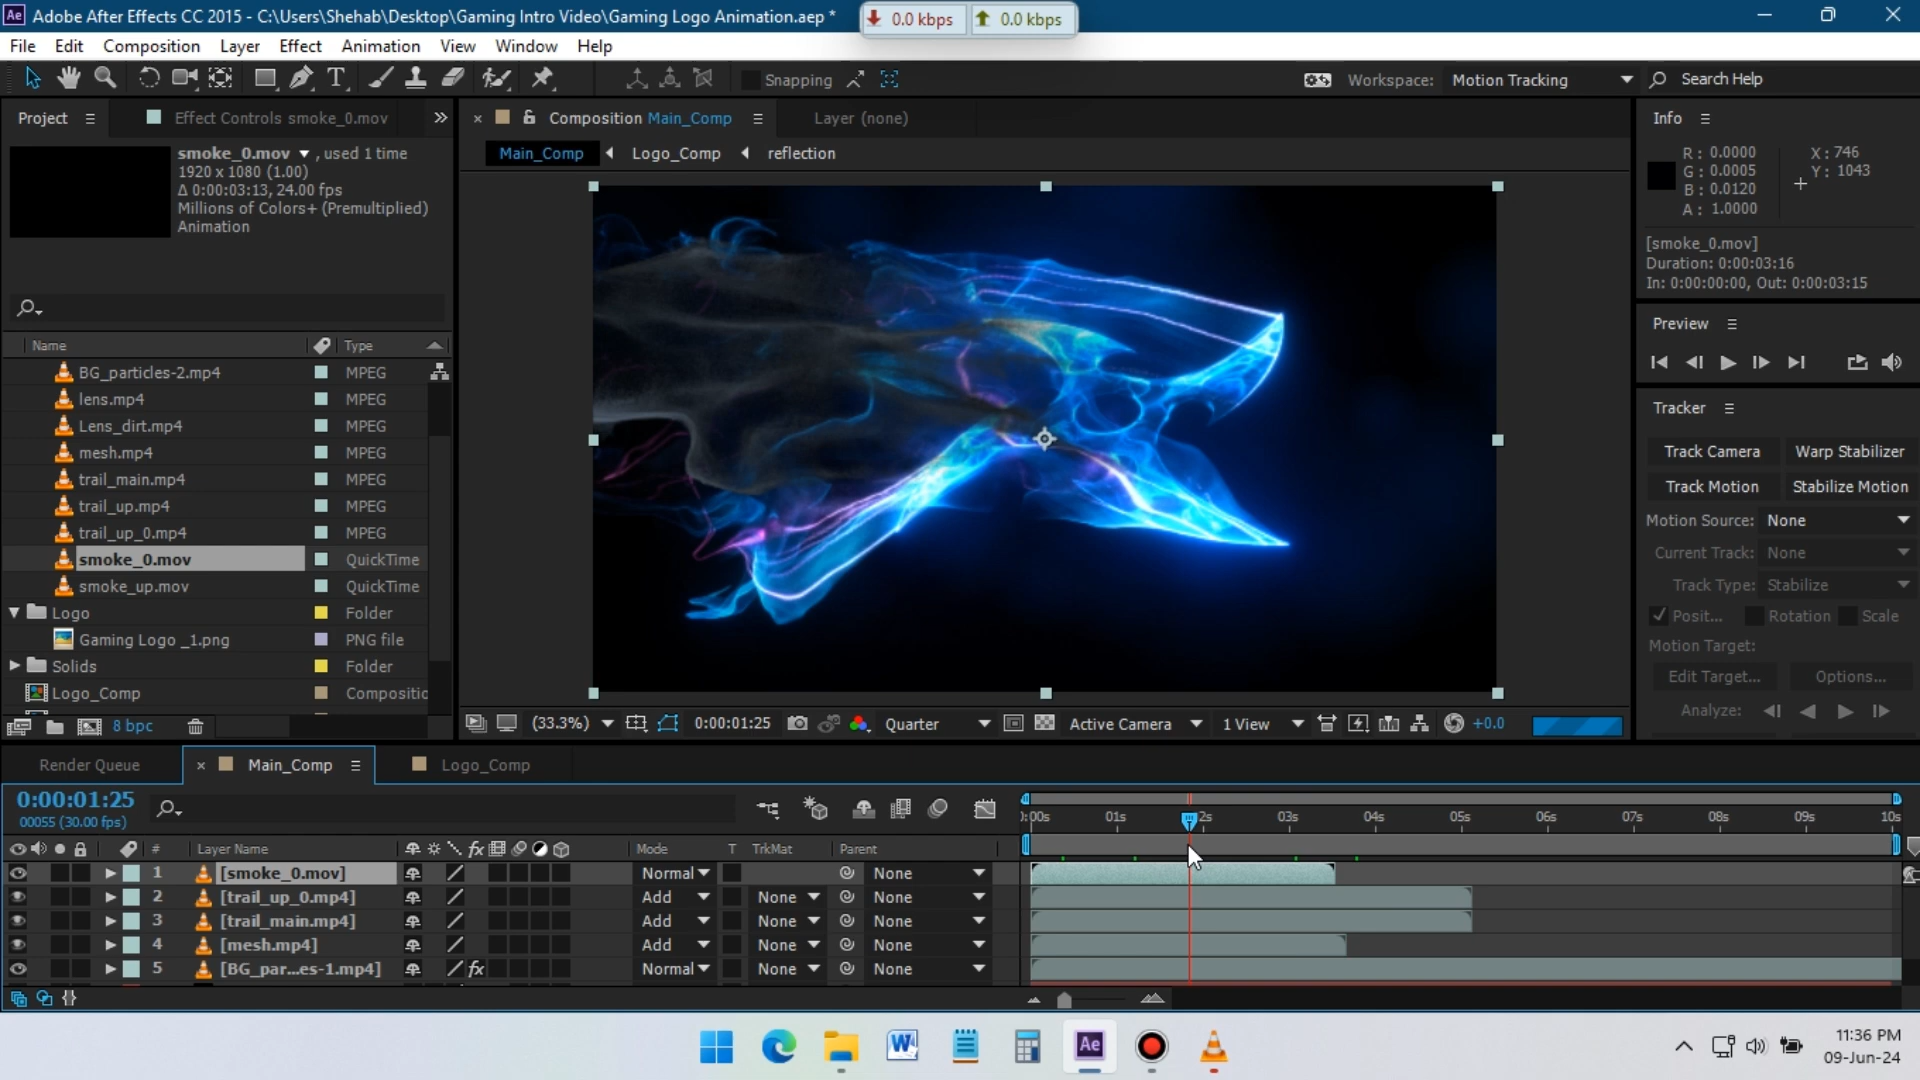 Adobe After Effects CC 2015 - C:\Users\Shehab\Desktop\Gaming Intro Video\Gaming Logo Animation.aep *
0.0 kbps 0.0 kbps
File Edit Composition Layer Effect Animation View Window Help
Snapping
Workspace: Motion Tracking
Search Help
Project
Effect Controls smoke_0.mov
smoke_0.mov , used 1 time
1920 x 1080 (1.00)
Δ 0:00:03:13, 24.00 fps
Millions of Colors+ (Premultiplied)
Animation
Name Type
BG_particles-2.mp4 MPEG
lens.mp4 MPEG
Lens_dirt.mp4 MPEG
mesh.mp4 MPEG
trail_main.mp4 MPEG
trail_up.mp4 MPEG
trail_up_0.mp4 MPEG
smoke_0.mov QuickTime
smoke_up.mov QuickTime
Logo Folder
Gaming Logo _1.png PNG file
Solids Folder
Logo_Comp Compositic
8 bpc
Composition Main_Comp
Layer (none)
Main_Comp Logo_Comp reflection
(33.3%) 0:00:01:25 Quarter Active Camera 1 View +0.0
Info
R: 0.0000 X: 746
G: 0.0005 Y: 1043
B: 0.0120
A: 1.0000
[smoke_0.mov]
Duration: 0:00:03:16
In: 0:00:00:00, Out: 0:00:03:15
Preview
Tracker
Track Camera Warp Stabilizer
Track Motion Stabilize Motion
Motion Source: None
Current Track: None
Track Type: Stabilize
Posit... Rotation Scale
Motion Target:
Edit Target... Options...
Analyze:
Render Queue Main_Comp Logo_Comp
0:00:01:25
00055 (30.00 fps)
:00s 01s 2s 03s 04s 05s 06s 07s 08s 09s 10s
# Layer Name fx Mode T TrkMat Parent
1 [smoke_0.mov] Normal None
2 [trail_up_0.mp4] Add None None
3 [trail_main.mp4] Add None None
4 [mesh.mp4] Add None None
5 [BG_par...es-1.mp4] fx Normal None None
11:36 PM
09-Jun-24